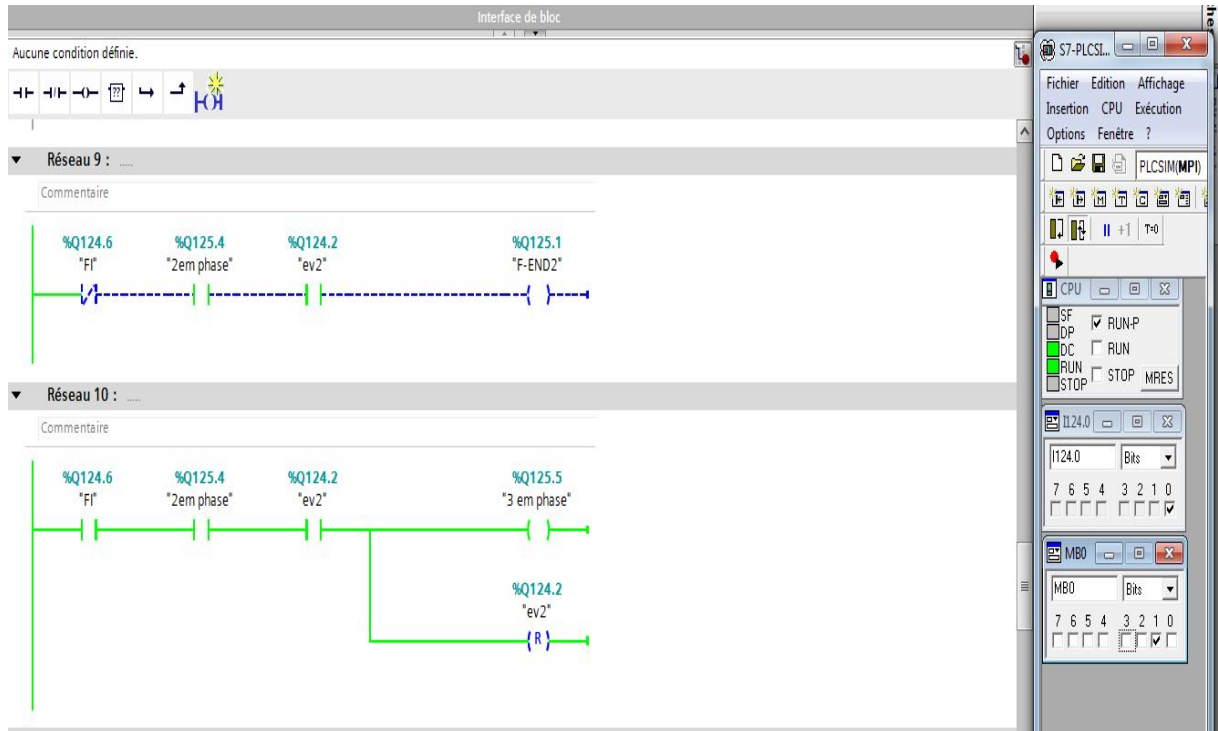 Interface de bloc
Aucune condition définie.
??
Réseau 9 : .....
Commentaire
%Q124.6 %Q125.4 %Q124.2 %Q125.1
"FI" "2em phase" "ev2" "F-END2"
Réseau 10 : .....
Commentaire
%Q124.6 %Q125.4 %Q124.2 %Q125.5
"FI" "2em phase" "ev2" "3 em phase"
%Q124.2
"ev2"
R
S7-PLCSI...
Fichier Edition Affichage
Insertion CPU Exécution
Options Fenêtre ?
PLCSIM(MPI)
+1 T=0
CPU
SF
DP
DC
RUN
STOP
RUN-P
RUN
STOP MRES
I124.0
I124.0 Bits
7 6 5 4 3 2 1 0
MB0
MB0 Bits
7 6 5 4 3 2 1 0